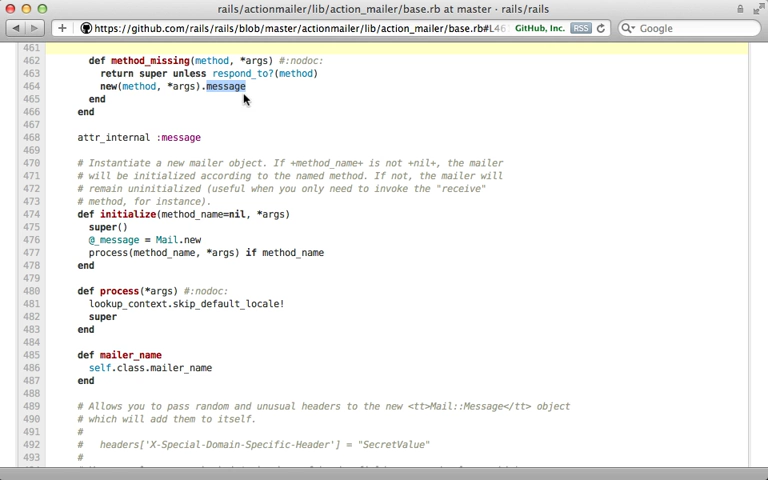 rails/actionmailer/lib/action_mailer/base.rb at master · rails/rails
https://github.com/rails/rails/blob/master/actionmailer/lib/action_mailer/base.rb#L46 GitHub, Inc. RSS Google
461
462 def method_missing(method, *args) #:nodoc:
463 return super unless respond_to?(method)
464 new(method, *args).message
465 end
466 end
467
468 attr_internal :message
469
470 # Instantiate a new mailer object. If +method_name+ is not +nil+, the mailer
471 # will be initialized according to the named method. If not, the mailer will
472 # remain uninitialized (useful when you only need to invoke the "receive"
473 # method, for instance).
474 def initialize(method_name=nil, *args)
475 super()
476 @_message = Mail.new
477 process(method_name, *args) if method_name
478 end
479
480 def process(*args) #:nodoc:
481 lookup_context.skip_default_locale!
482 super
483 end
484
485 def mailer_name
486 self.class.mailer_name
487 end
488
489 # Allows you to pass random and unusual headers to the new <tt>Mail::Message</tt> object
490 # which will add them to itself.
491 #
492 # headers['X-Special-Domain-Specific-Header'] = "SecretValue"
493 #